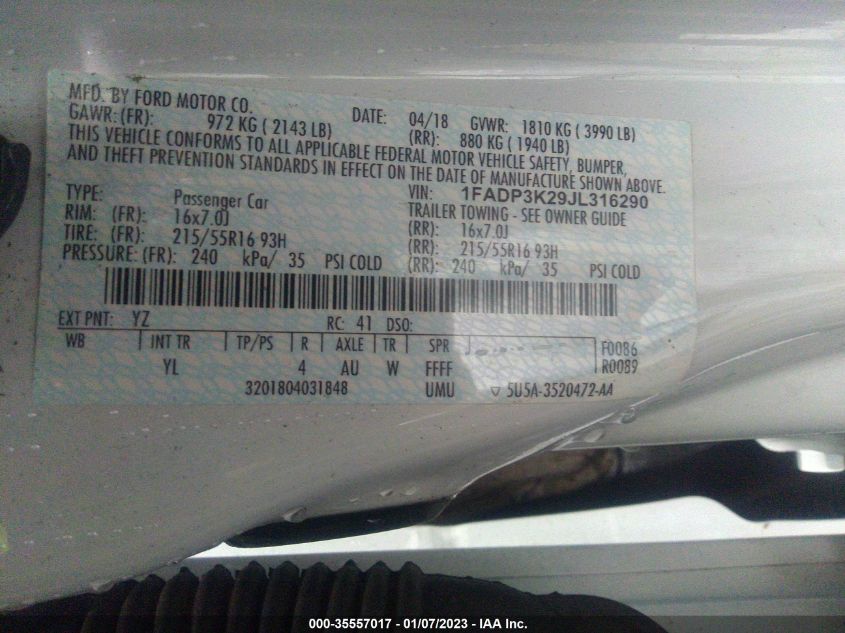 MFD. BY FORD MOTOR CO. DATE: 04/18 GVWR: 1810 KG ( 3990 LB)
GAWR: (FR): 972 KG ( 2143 LB) (RR): 880 KG ( 1940 LB)
THIS VEHICLE CONFORMS TO ALL APPLICABLE FEDERAL MOTOR VEHICLE SAFETY, BUMPER,
AND THEFT PREVENTION STANDARDS IN EFFECT ON THE DATE OF MANUFACTURE SHOWN ABOVE.
TYPE: Passenger Car VIN: 1FADP3K29JL316290
TRAILER TOWING - SEE OWNER GUIDE
RIM: (FR): 16x7.0J (RR): 16x7.0J
TIRE: (FR): 215/55R16 93H (RR): 215/55R16 93H
PRESSURE: (FR): 240 kPa/ 35 PSI COLD (RR): 240 kPa/ 35 PSI COLD
EXT PNT: YZ RC: 41 DSO:
WB INT TR TP/PS R AXLE TR SPR F0086
YL 4 AU W FFFF R0089
3201804031848 UMU 5U5A-3520472-AA
000-35557017 - 01/07/2023 - IAA Inc.